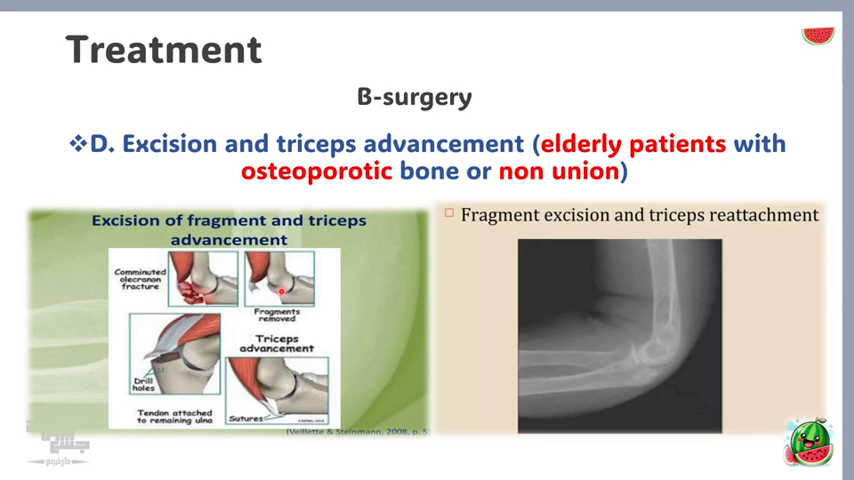 Treatment
B-surgery
❖D. Excision and triceps advancement (elderly patients with
osteoporotic bone or non union)
Excision of fragment and triceps
advancement
Comminuted
olecranon
fracture
Fragments
removed
Triceps
advancement
Drill
holes
Tendon attached
to remaining ulna
Sutures
(Veillette & Steinmann, 2008, p. 5
Fragment excision and triceps reattachment